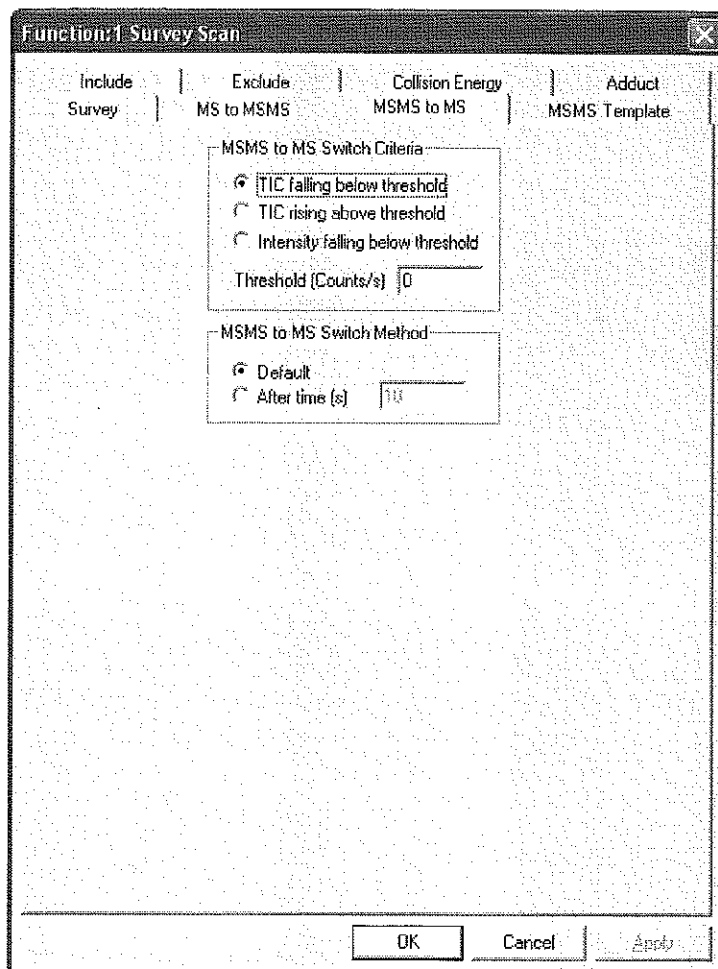 Function:1 Survey Scan
Include Exclude Collision Energy Adduct
Survey MS to MSMS MSMS to MS MSMS Template
MSMS to MS Switch Criteria
TIC falling below threshold
TIC rising above threshold
Intensity falling below threshold
Threshold (Counts/s) 0
MSMS to MS Switch Method
Default
After time (s) 10
OK Cancel Apply